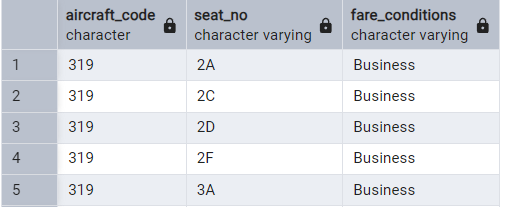 aircraft_code seat_no fare_conditions
character character varying character varying
1 319 2A Business
2 319 2C Business
3 319 2D Business
4 319 2F Business
5 319 3A Business